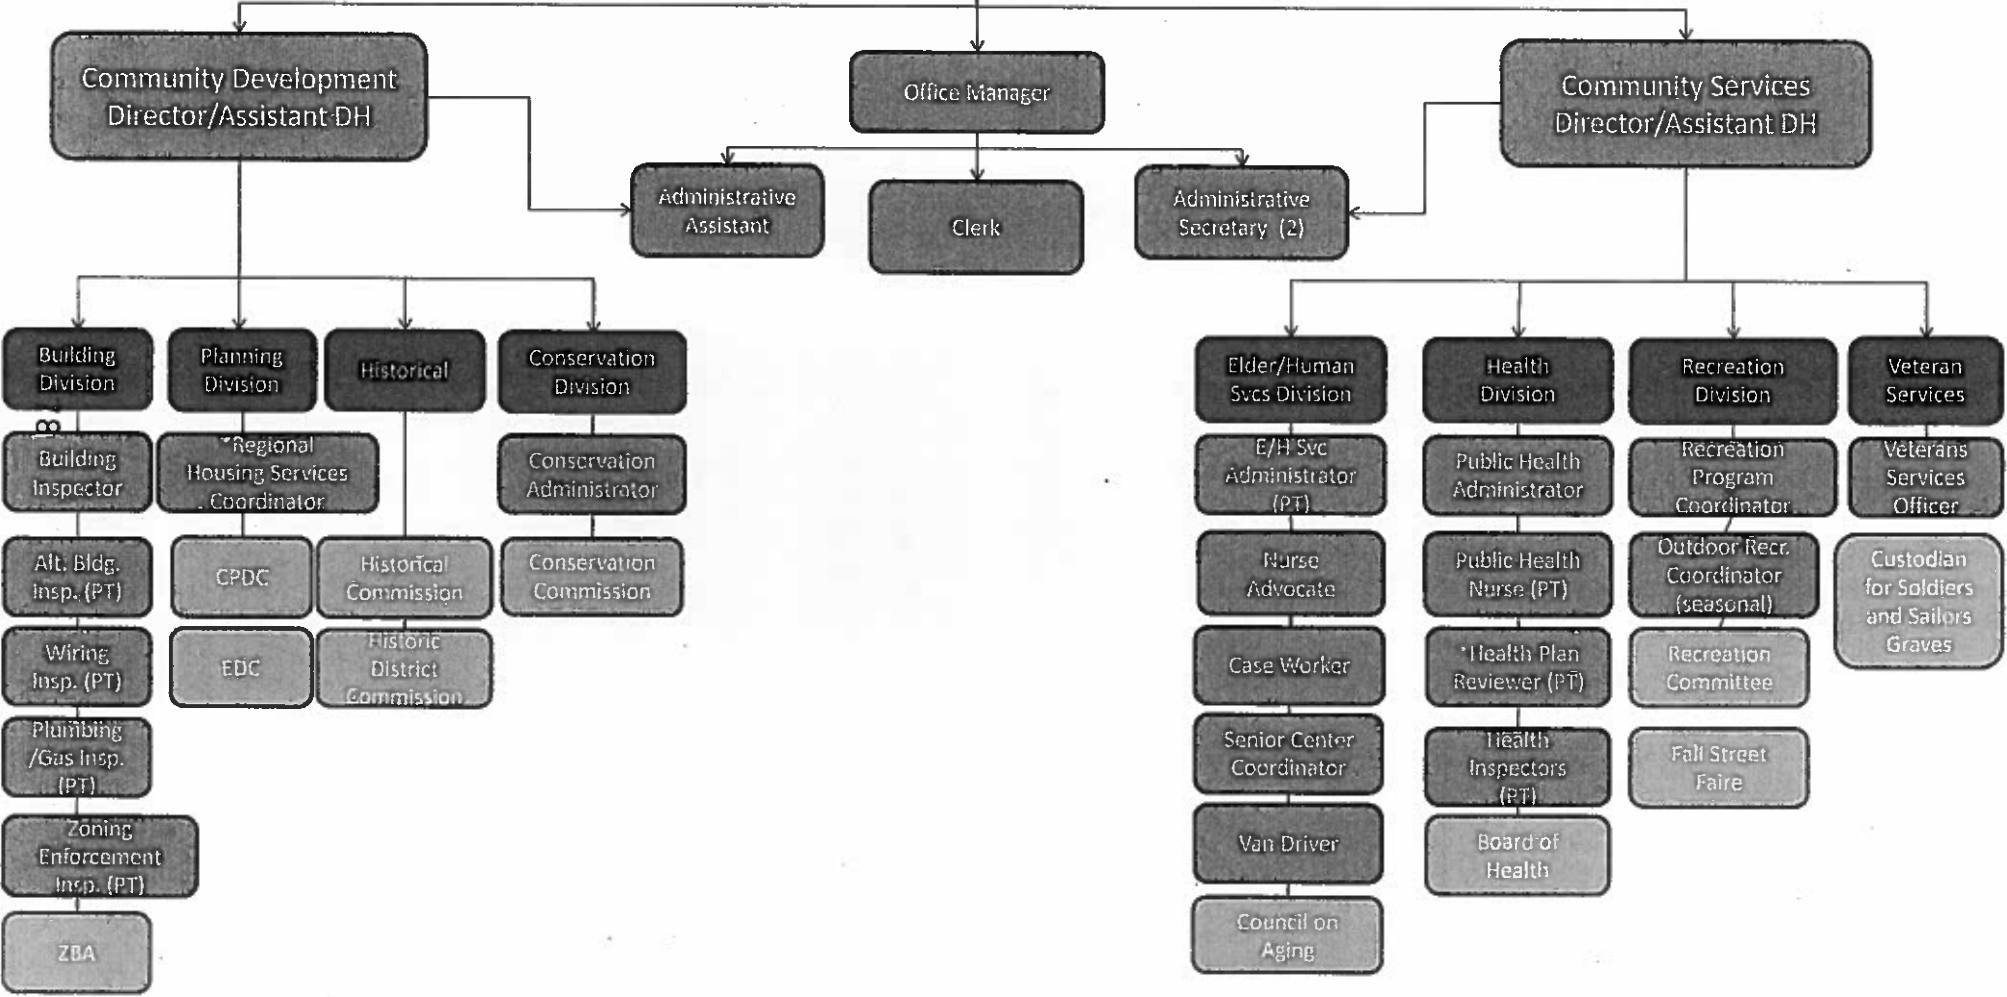 Community Development
Director/Assistant DH
Office Manager
Community Services
Director/Assistant DH
Administrative
Assistant
Clerk
Administrative
Secretary (2)
Building
Division
Planning
Division
Historical
Conservation
Division
Elder/Human
Svcs Division
Health
Division
Recreation
Division
Veteran
Services
B
Building
Inspector
*Regional
Housing Services
Coordinator
Conservation
Administrator
E/H Svc
Administrator
(PT)
Public Health
Administrator
Recreation
Program
Coordinator
Veterans
Services
Officer
Alt. Bldg.
Insp. (PT)
CPDC
Historical
Commission
Conservation
Commission
Nurse
Advocate
Public Health
Nurse (PT)
Outdoor Recr.
Coordinator
(seasonal)
Custodian
for Soldiers
and Sailors
Graves
Wiring
Insp. (PT)
EDC
Historic
District
Commission
Case Worker
*Health Plan
Reviewer (PT)
Recreation
Committee
Plumbing
/Gas Insp.
(PT)
Senior Center
Coordinator
Health
Inspectors
(PT)
Fall Street
Faire
Zoning
Enforcement
Insp. (PT)
Van Driver
Board of
Health
ZBA
Council on
Aging